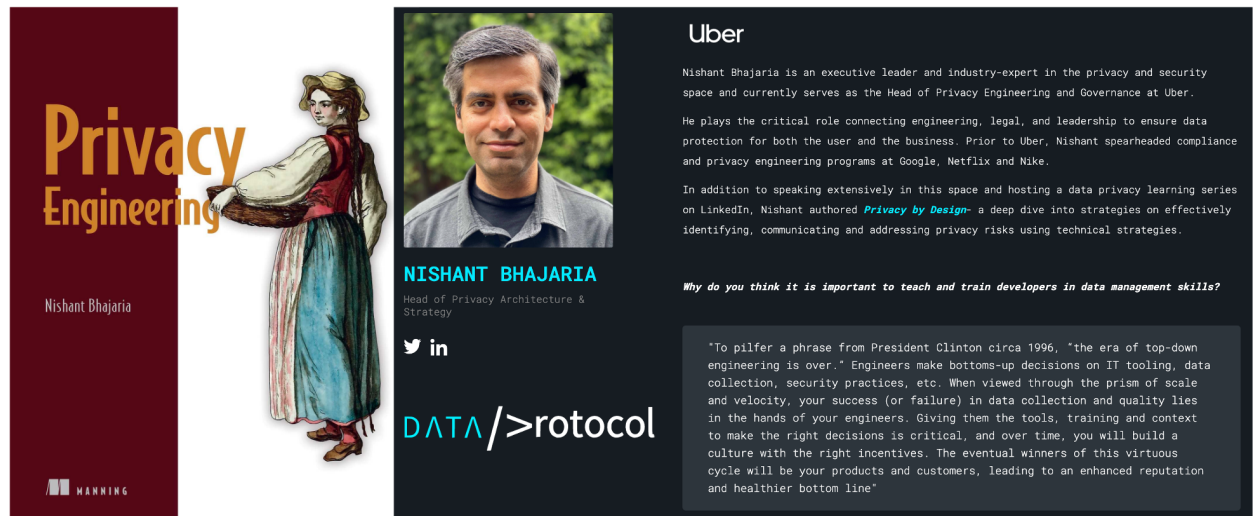 Privacy
Engineering
Nishant Bhajaria
MANNING
NISHANT BHAJARIA
Head of Privacy Architecture &
Strategy
in
DATA/>rotocol
Uber
Nishant Bhajaria is an executive leader and industry-expert in the privacy and security
space and currently serves as the Head of Privacy Engineering and Governance at Uber.
He plays the critical role connecting engineering, legal, and leadership to ensure data
protection for both the user and the business. Prior to Uber, Nishant spearheaded compliance
and privacy engineering programs at Google, Netflix and Nike.
In addition to speaking extensively in this space and hosting a data privacy learning series
on LinkedIn, Nishant authored Privacy by Design- a deep dive into strategies on effectively
identifying, communicating and addressing privacy risks using technical strategies.
Why do you think it is important to teach and train developers in data management skills?
"To pilfer a phrase from President Clinton circa 1996, "the era of top-down
engineering is over." Engineers make bottoms-up decisions on IT tooling, data
collection, security practices, etc. When viewed through the prism of scale
and velocity, your success (or failure) in data collection and quality lies
in the hands of your engineers. Giving them the tools, training and context
to make the right decisions is critical, and over time, you will build a
culture with the right incentives. The eventual winners of this virtuous
cycle will be your products and customers, leading to an enhanced reputation
and healthier bottom line"